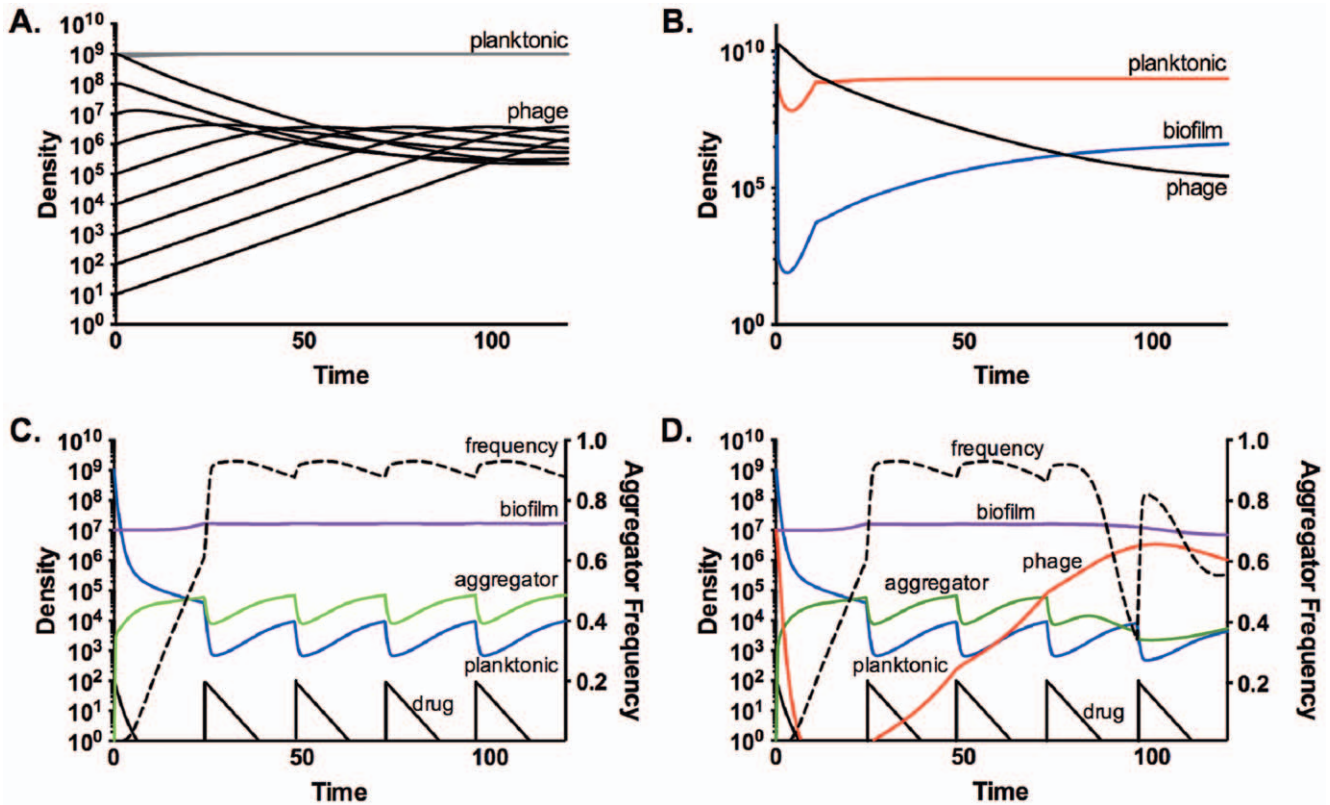 A.
10¹⁰
10⁹
10⁸
10⁷
10⁶
10⁵
10⁴
10³
10²
10¹
10⁰
Density
planktonic
phage
0
50
100
Time
B.
10¹⁰
10⁵
10⁰
Density
planktonic
biofilm
phage
0
50
100
Time
C.
10¹⁰
10⁹
10⁸
10⁷
10⁶
10⁵
10⁴
10³
10²
10¹
10⁰
Density
frequency
biofilm
aggregator
planktonic
drug
1.0
0.8
0.6
0.4
0.2
Aggregator Frequency
0
50
100
Time
D.
10¹⁰
10⁹
10⁸
10⁷
10⁶
10⁵
10⁴
10³
10²
10¹
10⁰
Density
frequency
biofilm
phage
aggregator
planktonic
drug
1.0
0.8
0.6
0.4
0.2
Aggregator Frequency
0
50
100
Time